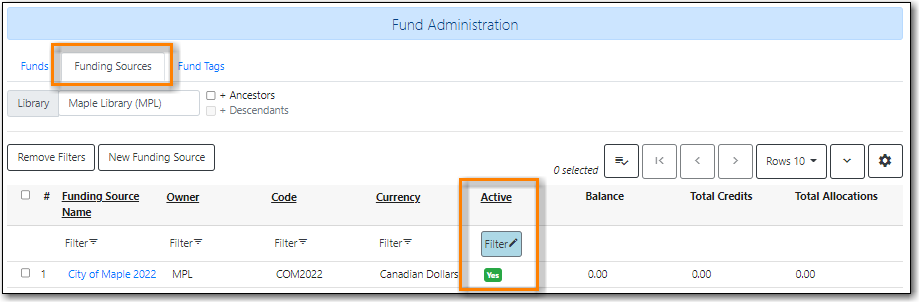 Fund Administration
Funds Funding Sources Fund Tags
Library Maple Library (MPL) + Ancestors
+ Descendants
Remove Filters New Funding Source 0 selected Rows 10
# Funding Source Name Owner Code Currency Active Balance Total Credits Total Allocations
Filter Filter Filter Filter Filter
1 City of Maple 2022 MPL COM2022 Canadian Dollars Yes 0.00 0.00 0.00